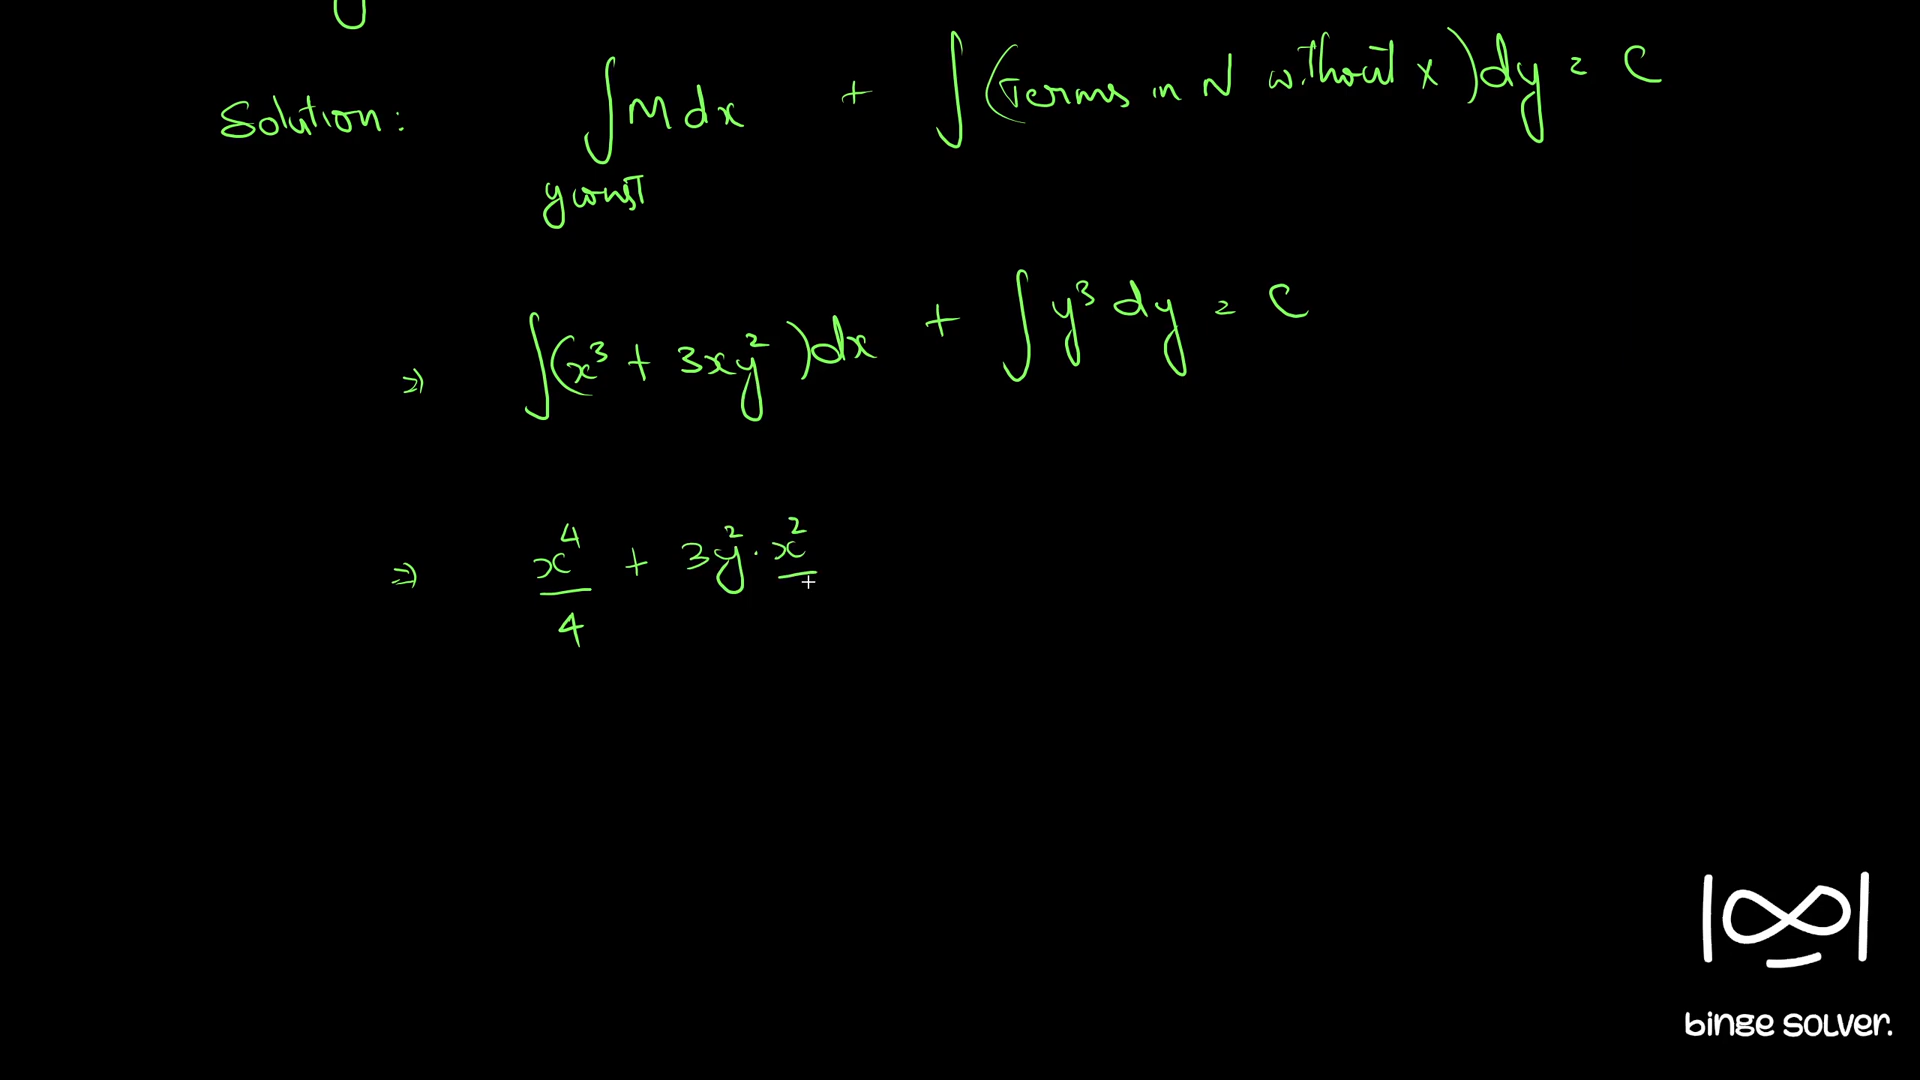 Solution: ∫ M dx + ∫(Terms in N without x) dy = C
y const
⇒ ∫(x³ + 3xy²) dx + ∫ y³ dy = C
⇒ x⁴/4 + 3y² · x²
binge solver.